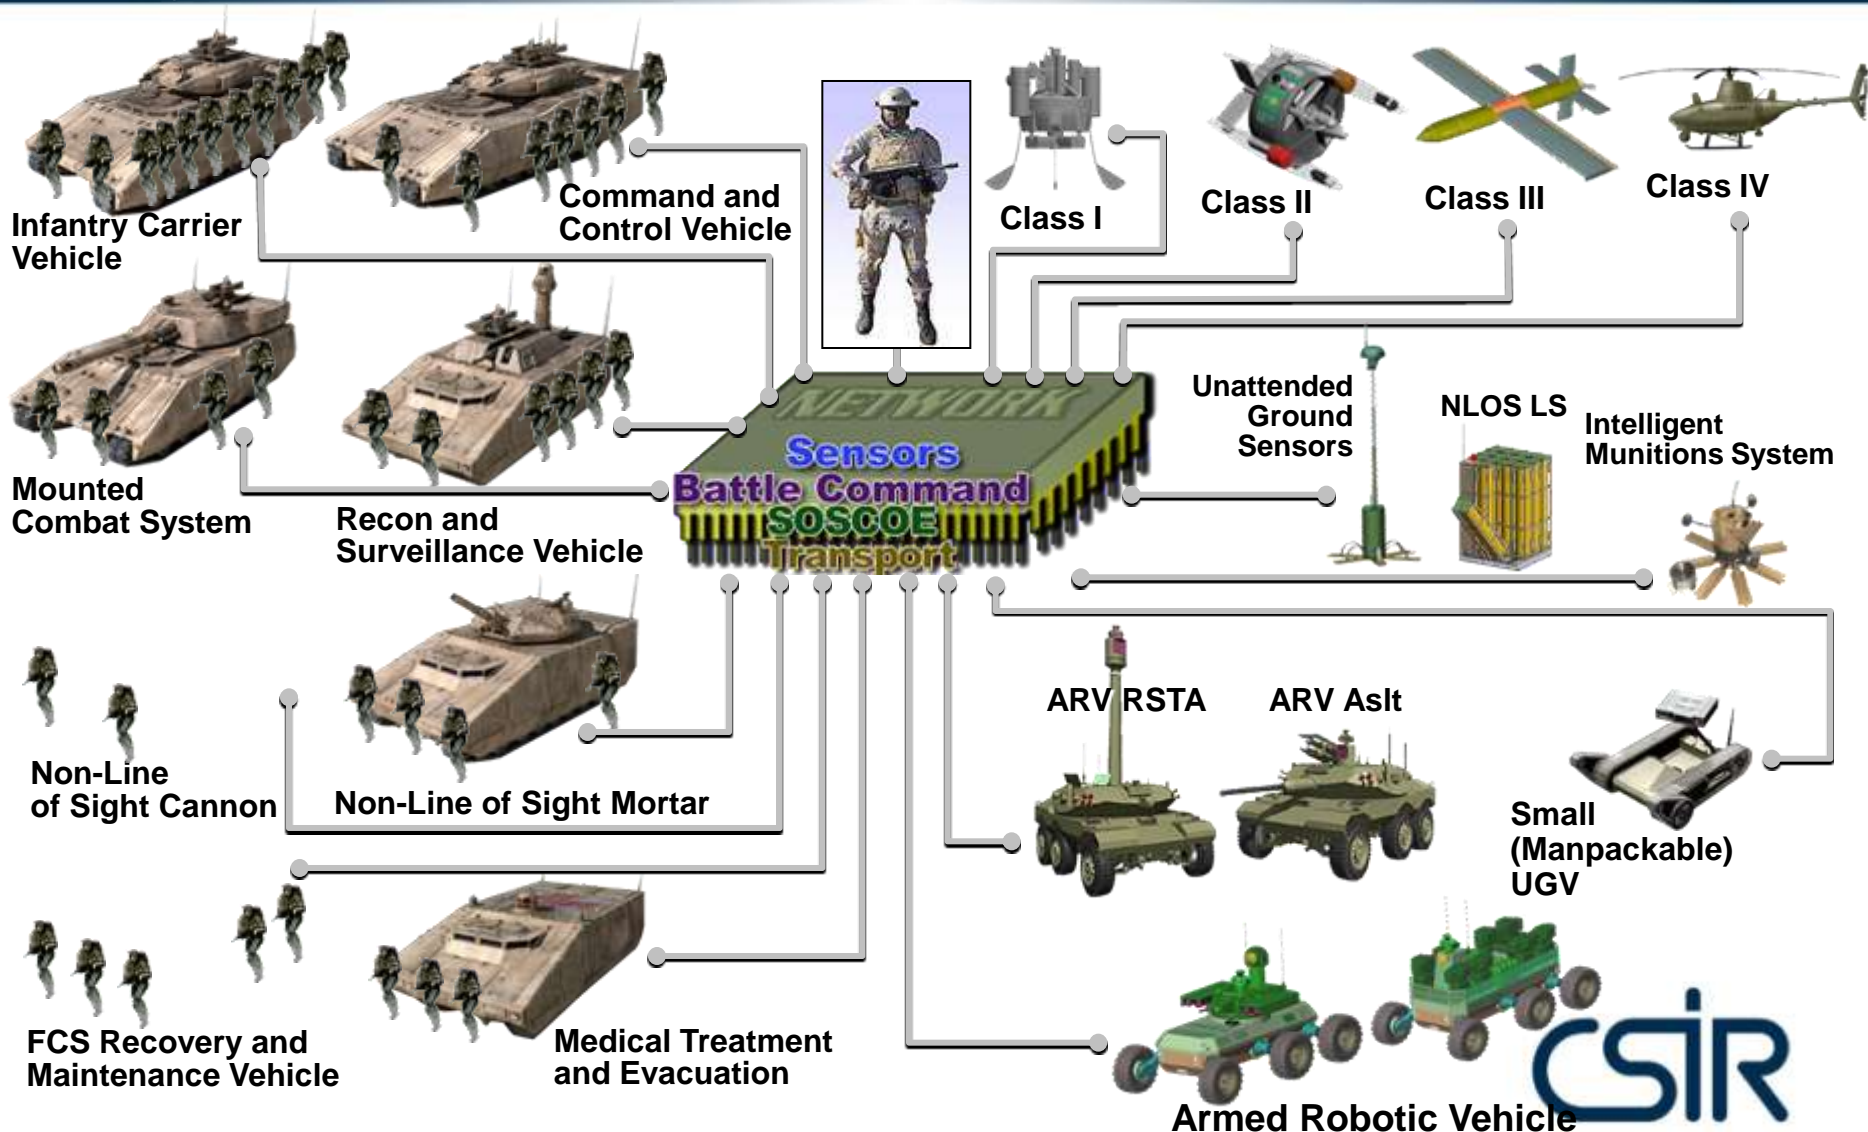 Infantry Carrier
Vehicle
Command and
Control Vehicle
Class I
Class II
Class III
Class IV
Mounted
Combat System
Recon and
Surveillance Vehicle
NETWORK
Sensors
Battle Command
SOSCOE
Transport
Unattended
Ground
Sensors
NLOS LS
Intelligent
Munitions System
Non-Line
of Sight Cannon
Non-Line of Sight Mortar
ARV RSTA
ARV Aslt
Small
(Manpackable)
UGV
FCS Recovery and
Maintenance Vehicle
Medical Treatment
and Evacuation
Armed Robotic Vehicle
CSIR